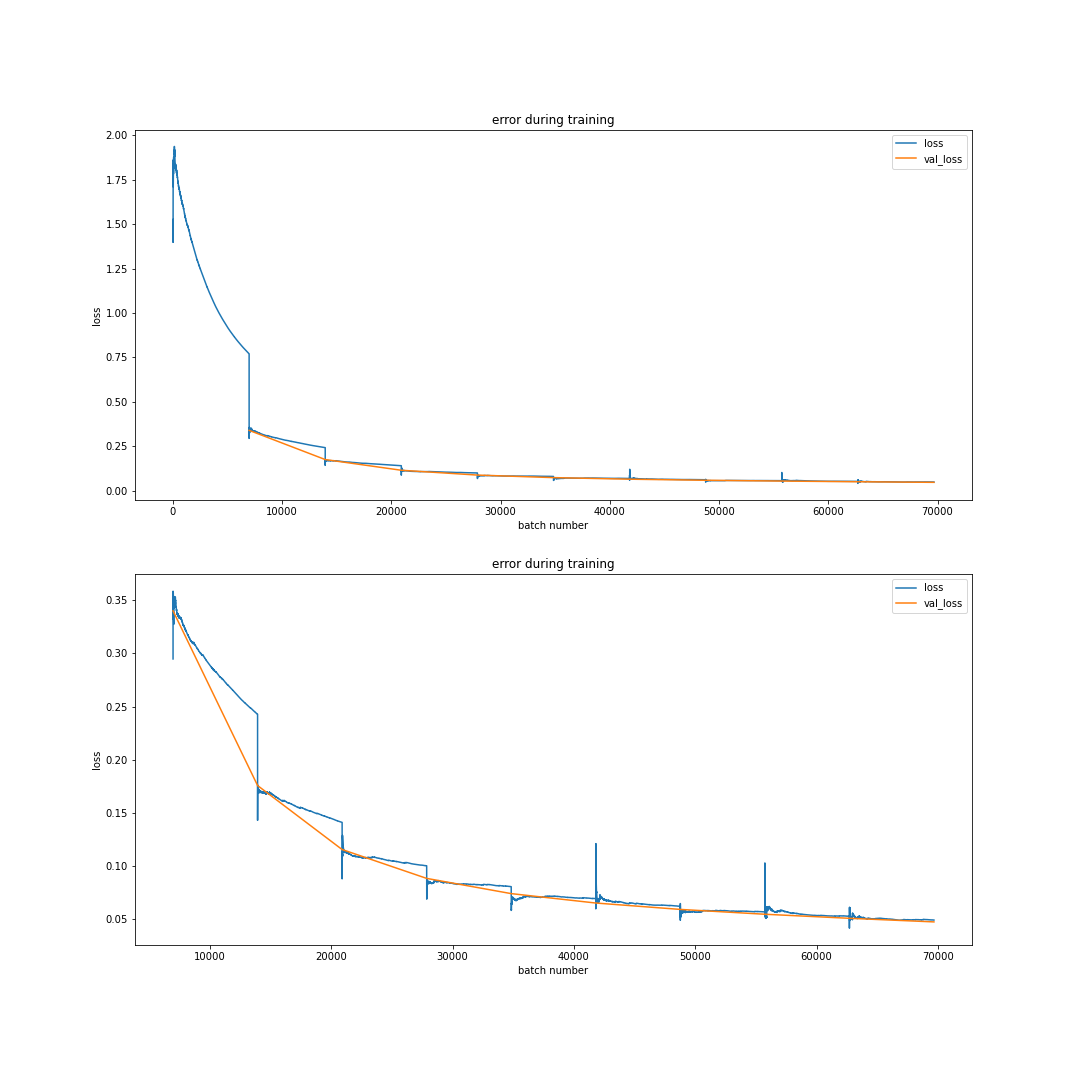 error during training
2.00
1.75
1.50
1.25
1.00
0.75
0.50
0.25
0.00
loss
loss
val_loss
0 10000 20000 30000 40000 50000 60000 70000
batch number
error during training
0.35
0.30
0.25
0.20
0.15
0.10
0.05
loss
loss
val_loss
10000 20000 30000 40000 50000 60000 70000
batch number